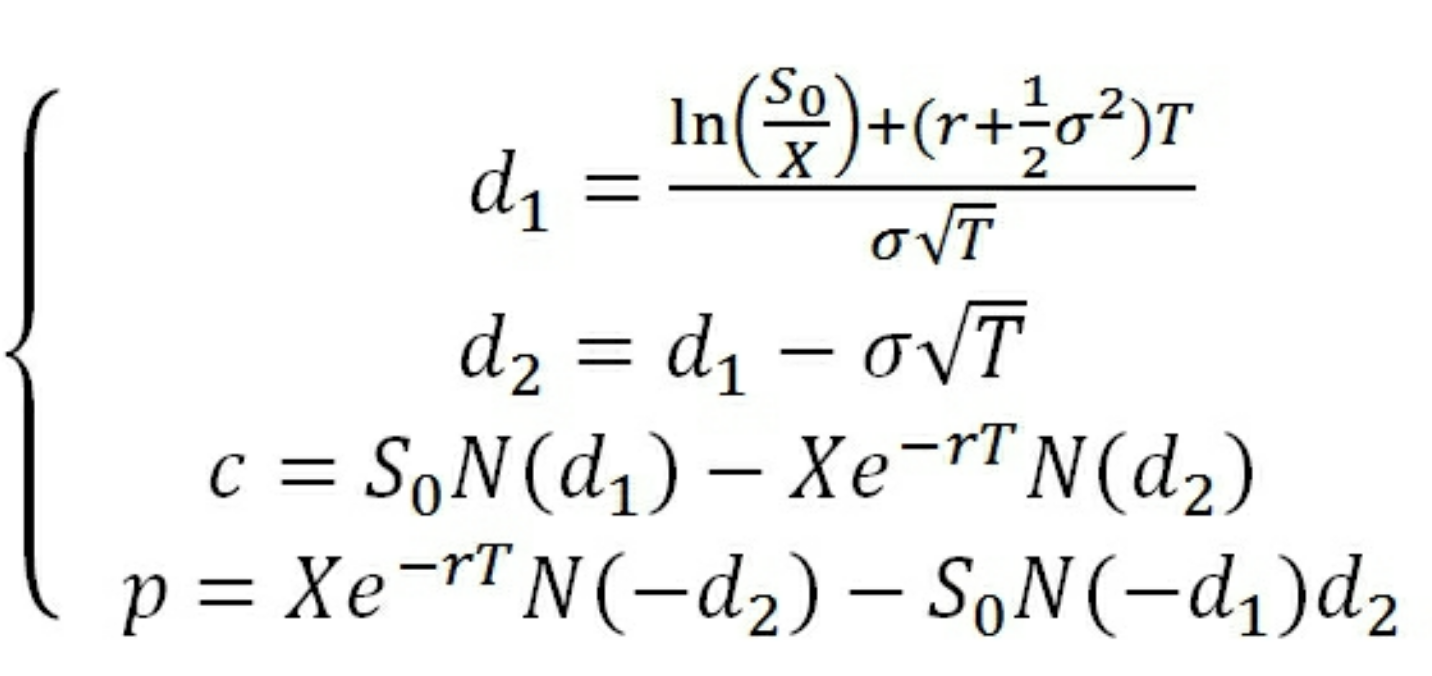 d₁ = (ln(S₀/X)+(r+½σ²)T)/(σ√T)
d₂ = d₁ − σ√T
c = S₀N(d₁) − Xe^(−rT) N(d₂)
p = Xe^(−rT) N(−d₂) − S₀N(−d₁)d₂